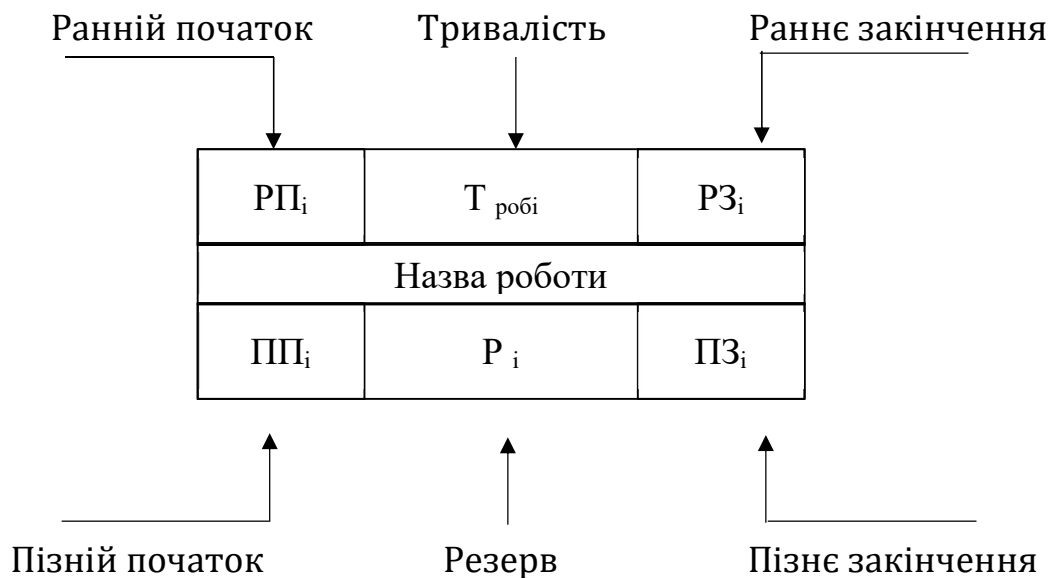 Ранній початок Тривалість Раннє закінчення
РПі Т робі РЗі
Назва роботи
ППі Р і ПЗі
Пізній початок Резерв Пізнє закінчення